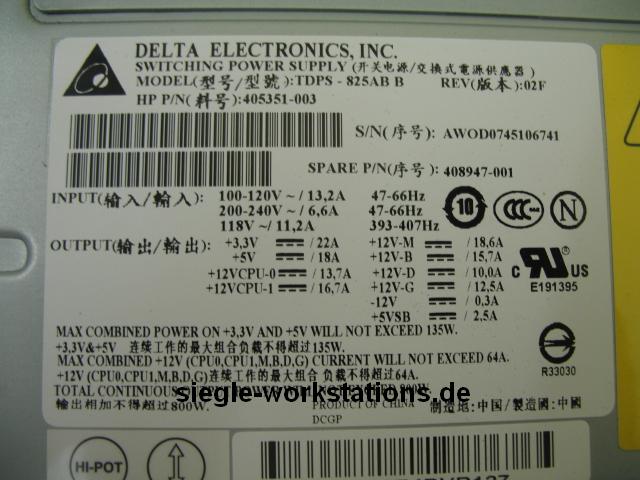 DELTA ELECTRONICS, INC.
SWITCHING POWER SUPPLY (开关电源/交換式電源供應器)
MODEL(型号/型號):TDPS - 825AB B REV(版本):02F
HP P/N(料号):405351-003
S/N(序号): AWOD0745106741
SPARE P/N(序号): 408947-001
INPUT(输入/輸入): 100-120V ~ / 13,2A 47-66Hz
200-240V ~ / 6,6A 47-66Hz
118V ~ / 11,2A 393-407Hz
10
CCC
N
OUTPUT(输出/輸出): +3,3V / 22A +12V-M / 18,6A
+5V / 18A +12V-B / 15,7A
+12VCPU-0 / 13,7A +12V-D / 10,0A
+12VCPU-1 / 16,7A +12V-G / 12,5A
-12V / 0,3A
+5VSB / 2,5A
C UR US
E191395
MAX COMBINED POWER ON +3,3V AND +5V WILL NOT EXCEED 135W.
+3,3V&+5V 连续工作的最大组合负载不得超过135W.
MAX COMBINED +12V (CPU0,CPU1,M,B,D,G) CURRENT WILL NOT EXCEED 64A.
+12V (CPU0,CPU1,M,B,D,G)连续工作的最大组合负载不得超过64A.
TOTAL CONTINUOUS WILL NOT EXCEED 800W.
輸出相加不得超过800W.
R33030
siegle-workstations.de
PRODUCT OF CHINA 制造地:中国/製造國:中國
DCGP
HI-POT